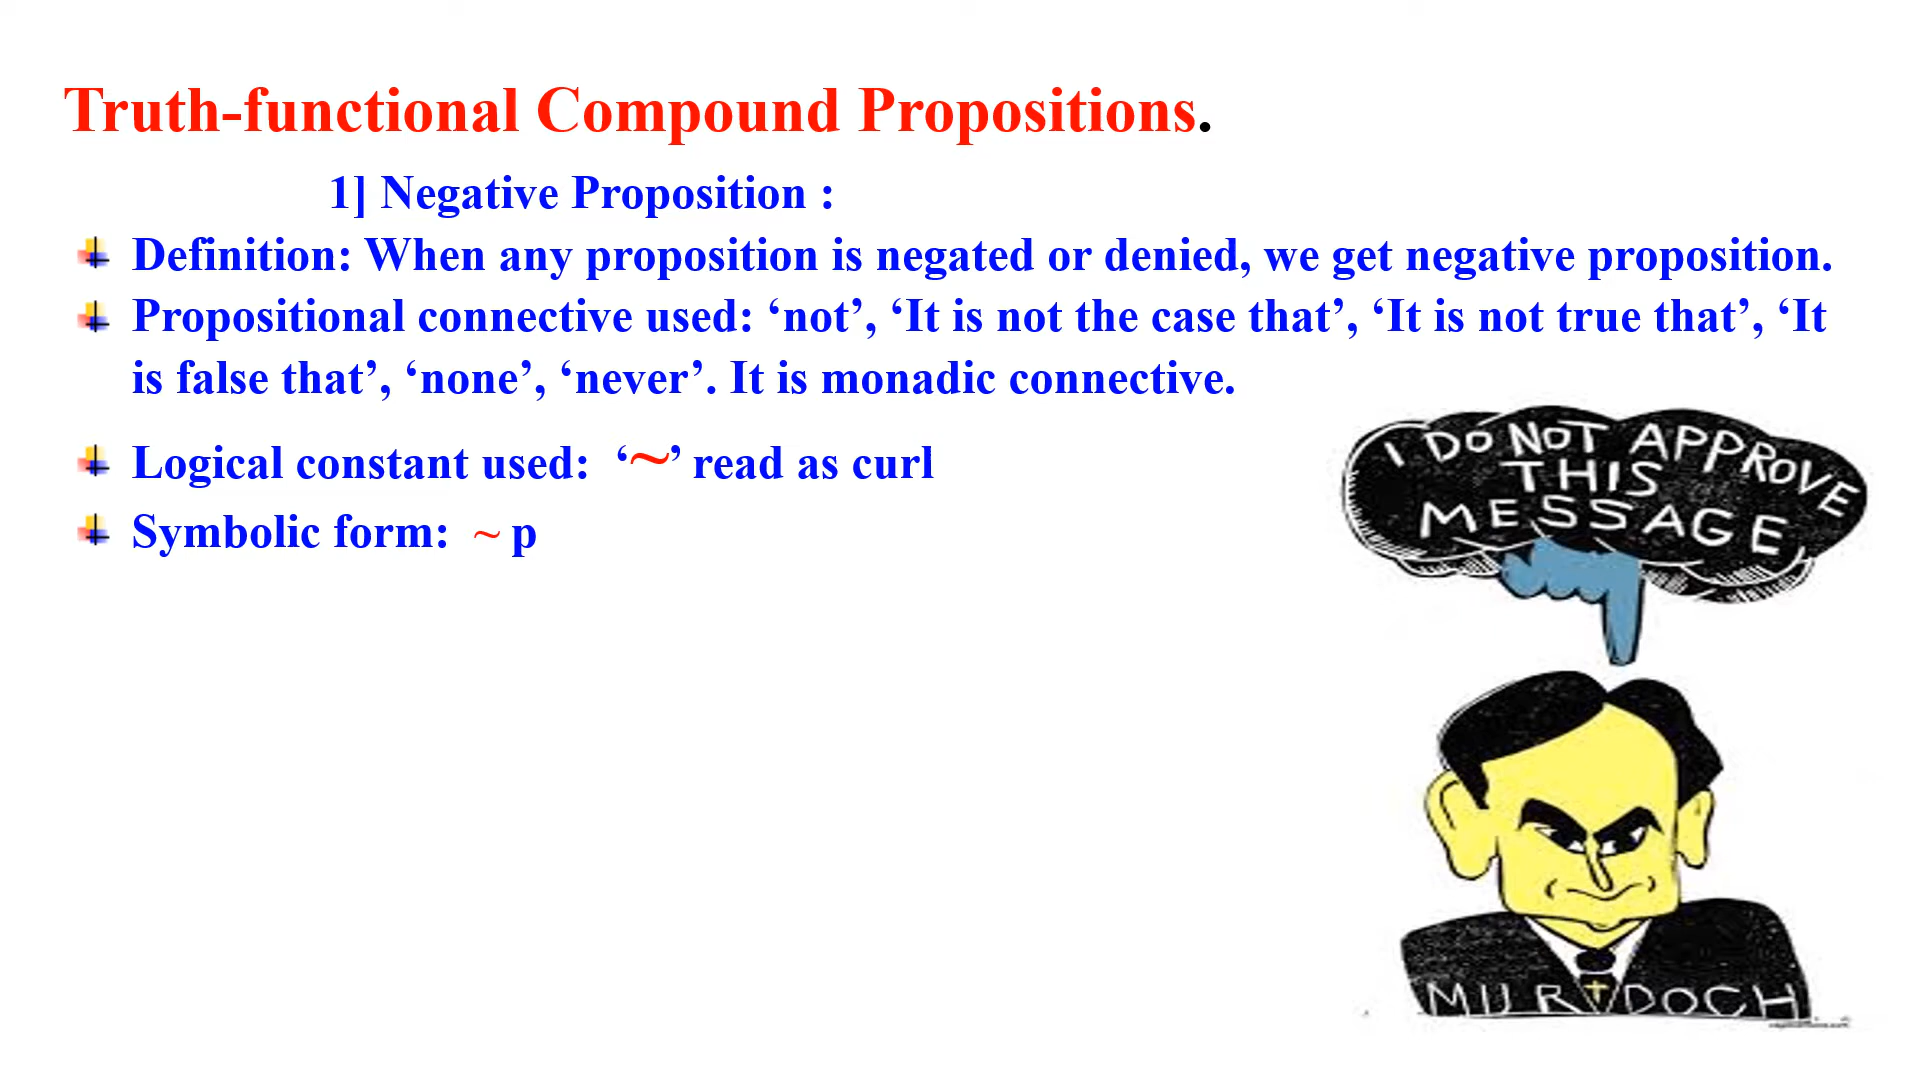 Truth-functional Compound Propositions.
1] Negative Proposition :
Definition: When any proposition is negated or denied, we get negative proposition.
Propositional connective used: ‘not’, ‘It is not the case that’, ‘It is not true that’, ‘It
is false that’, ‘none’, ‘never’. It is monadic connective.
Logical constant used: ‘~’ read as curl
Symbolic form: ~ p
I DO NOT APPROVE
THIS
MESSAGE
MURDOCH